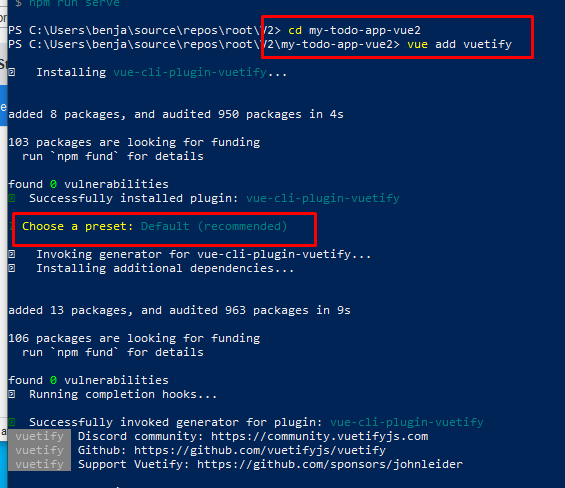 $ npm run serve
PS C:\Users\benja\source\repos\root\V2> cd my-todo-app-vue2
PS C:\Users\benja\source\repos\root\V2\my-todo-app-vue2> vue add vuetify
Installing vue-cli-plugin-vuetify...
added 8 packages, and audited 950 packages in 4s
103 packages are looking for funding
run `npm fund` for details
found 0 vulnerabilities
Successfully installed plugin: vue-cli-plugin-vuetify
Choose a preset: Default (recommended)
Invoking generator for vue-cli-plugin-vuetify...
Installing additional dependencies...
added 13 packages, and audited 963 packages in 9s
106 packages are looking for funding
run `npm fund` for details
found 0 vulnerabilities
Running completion hooks...
Successfully invoked generator for plugin: vue-cli-plugin-vuetify
vuetify Discord community: https://community.vuetifyjs.com
vuetify Github: https://github.com/vuetifyjs/vuetify
vuetify Support Vuetify: https://github.com/sponsors/johnleider